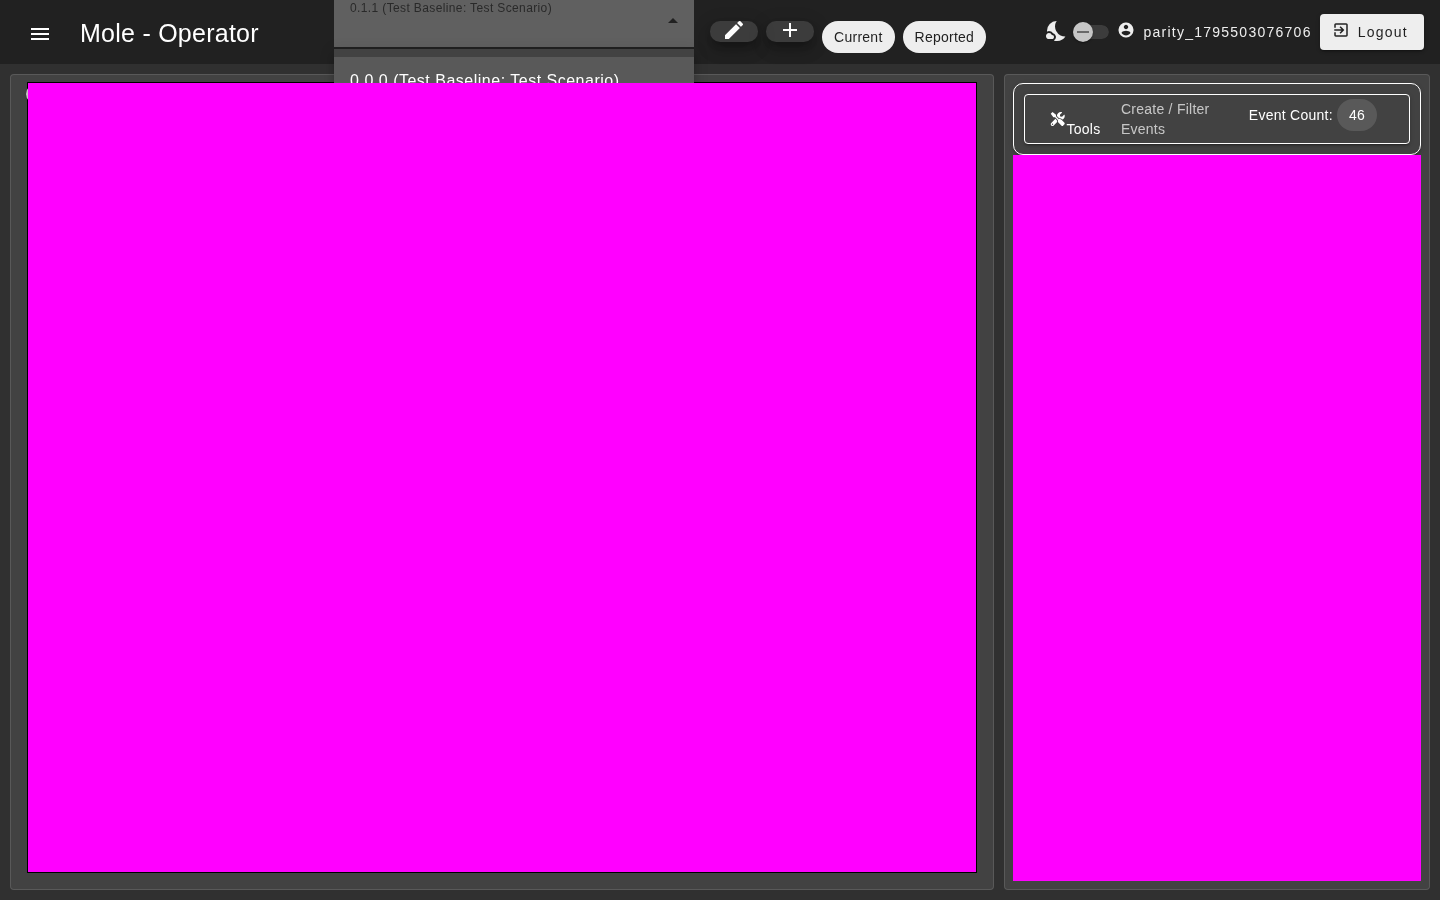 Mole - Operator
0.1.1 (Test Baseline: Test Scenario)
0.0.0 (Test Baseline: Test Scenario)
Current
Reported
parity_1795503076706
Logout
Tools
Create / Filter
Events
Event Count: 46